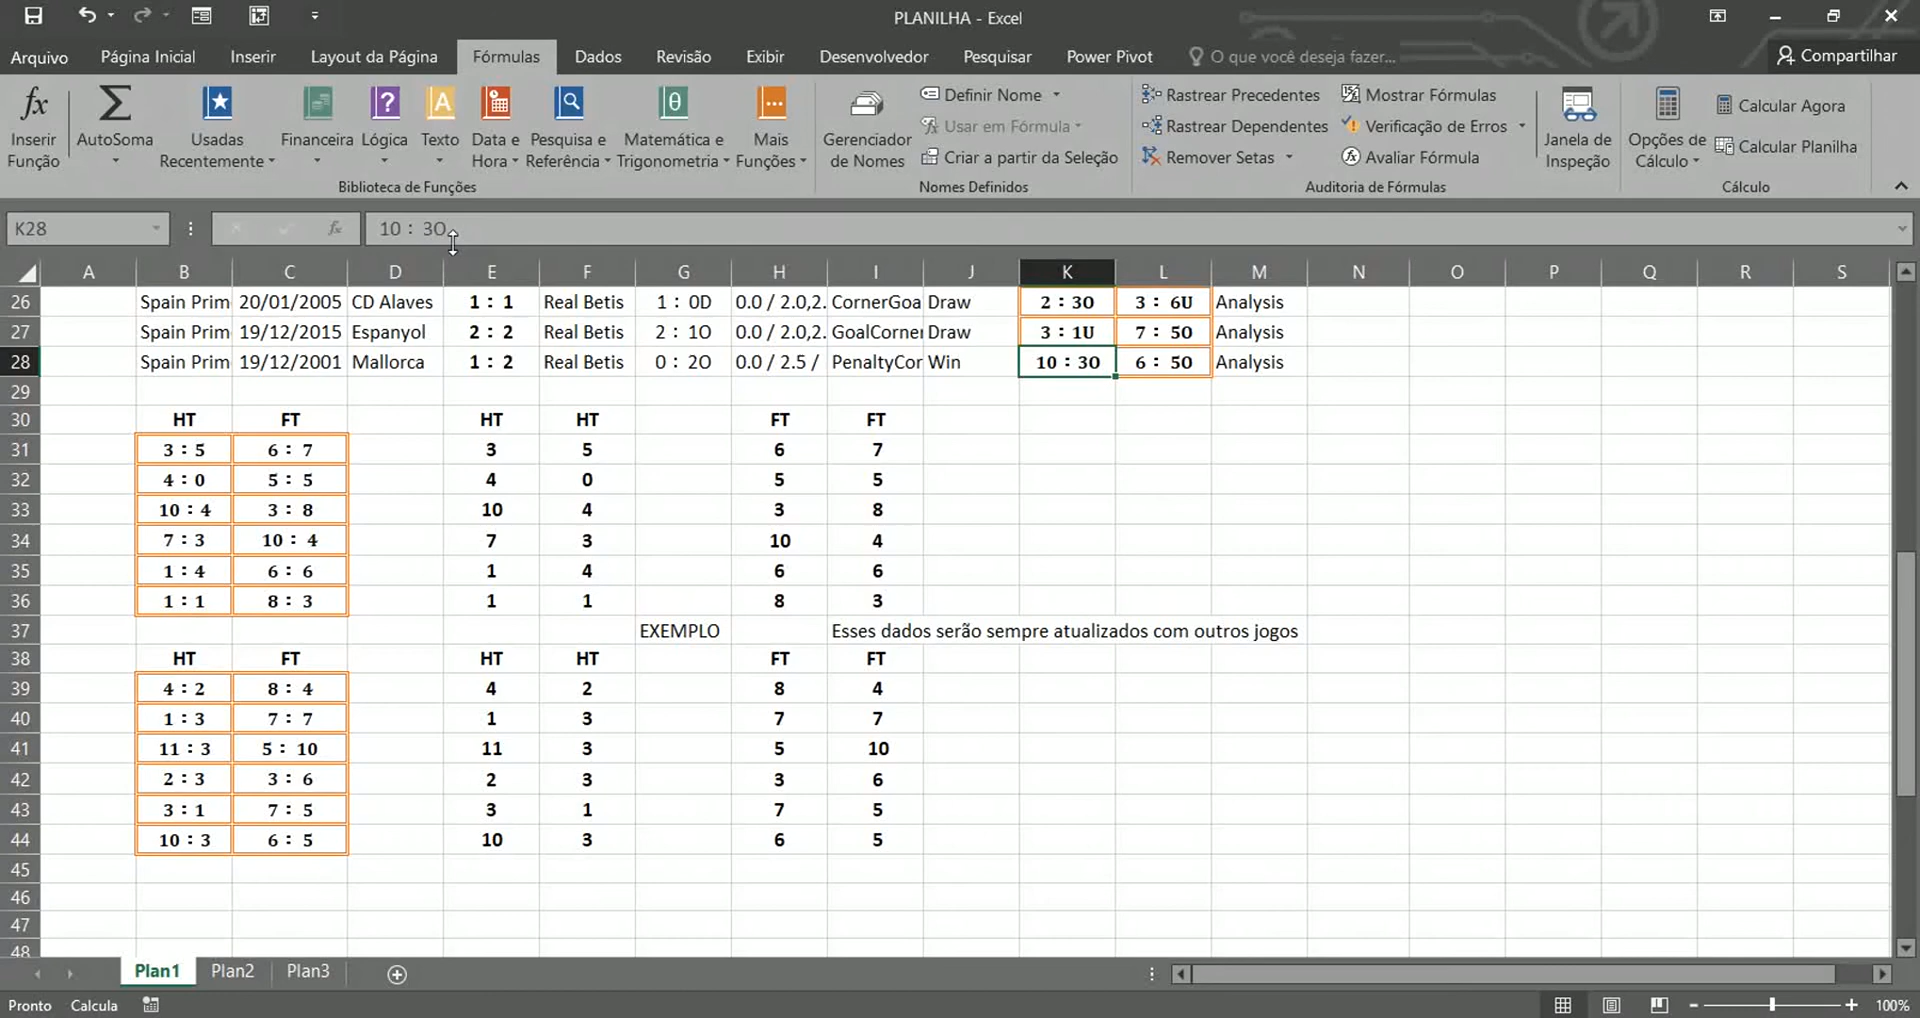 PLANILHA - Excel
Arquivo Página Inicial Inserir Layout da Página Fórmulas Dados Revisão Exibir Desenvolvedor Pesquisar Power Pivot O que você deseja fazer... Compartilhar
Inserir Função
AutoSoma
Usadas Recentemente
Financeira
Lógica
Texto
Data e Hora
Pesquisa e Referência
Matemática e Trigonometria
Mais Funções
Biblioteca de Funções
Gerenciador de Nomes
Definir Nome
Usar em Fórmula
Criar a partir da Seleção
Nomes Definidos
Rastrear Precedentes
Rastrear Dependentes
Remover Setas
Mostrar Fórmulas
Verificação de Erros
Avaliar Fórmula
Auditoria de Fórmulas
Janela de Inspeção
Opções de Cálculo
Calcular Agora
Calcular Planilha
Cálculo
K28 fx 10 : 3O
A B C D E F G H I J K L M N O P Q R S
26 Spain Prim 20/01/2005 CD Alaves 1 : 1 Real Betis 1 : 0D 0.0 / 2.0,2. CornerGoa Draw 2 : 3O 3 : 6U Analysis
27 Spain Prim 19/12/2015 Espanyol 2 : 2 Real Betis 2 : 1O 0.0 / 2.0,2. GoalCorner Draw 3 : 1U 7 : 5O Analysis
28 Spain Prim 19/12/2001 Mallorca 1 : 2 Real Betis 0 : 2O 0.0 / 2.5 / PenaltyCor Win 10 : 3O 6 : 5O Analysis
29
30 HT FT HT HT FT FT
31 3 : 5 6 : 7 3 5 6 7
32 4 : 0 5 : 5 4 0 5 5
33 10 : 4 3 : 8 10 4 3 8
34 7 : 3 10 : 4 7 3 10 4
35 1 : 4 6 : 6 1 4 6 6
36 1 : 1 8 : 3 1 1 8 3
37 EXEMPLO Esses dados serão sempre atualizados com outros jogos
38 HT FT HT HT FT FT
39 4 : 2 8 : 4 4 2 8 4
40 1 : 3 7 : 7 1 3 7 7
41 11 : 3 5 : 10 11 3 5 10
42 2 : 3 3 : 6 2 3 3 6
43 3 : 1 7 : 5 3 1 7 5
44 10 : 3 6 : 5 10 3 6 5
45
46
47
48
Plan1 Plan2 Plan3
Pronto Calcula 100%